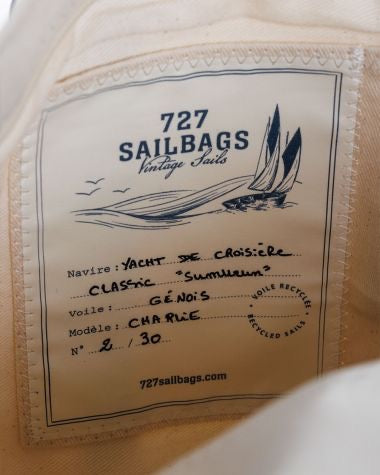 727
SAILBAGS
Vintage Sails
Navire : YACHT DE CROISIÈRE
CLASSIC "Sumurun"
Voile : GÉNOIS
Modèle : CHARLIE
N° 2 / 30
VOILE RECYCLÉE
RECYCLED SAILS
727sailbags.com